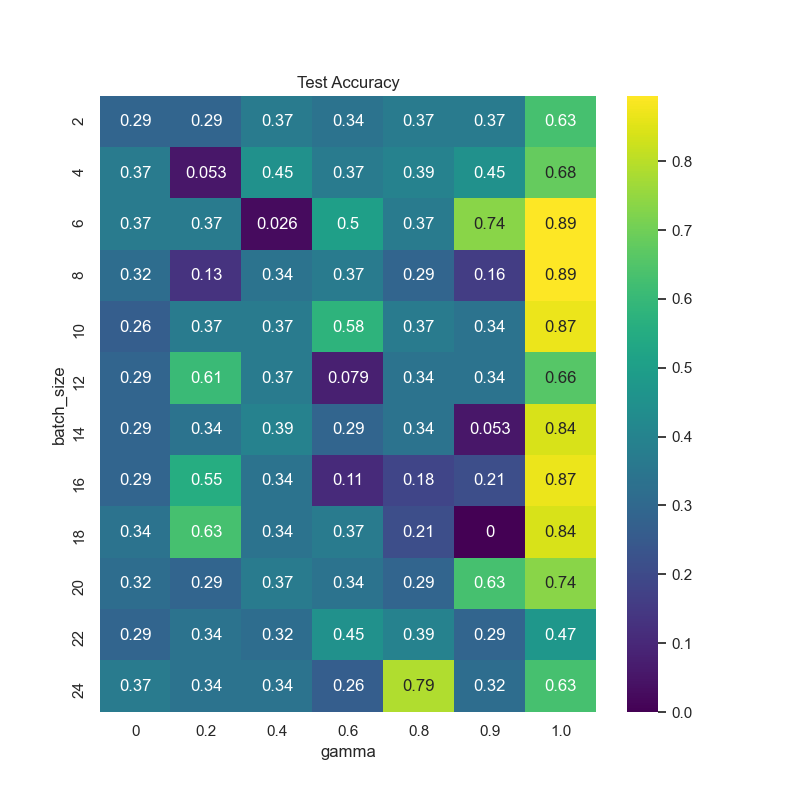 Test Accuracy
batch_size
2 0.29 0.29 0.37 0.34 0.37 0.37 0.63
4 0.37 0.053 0.45 0.37 0.39 0.45 0.68
6 0.37 0.37 0.026 0.5 0.37 0.74 0.89
8 0.32 0.13 0.34 0.37 0.29 0.16 0.89
10 0.26 0.37 0.37 0.58 0.37 0.34 0.87
12 0.29 0.61 0.37 0.079 0.34 0.34 0.66
14 0.29 0.34 0.39 0.29 0.34 0.053 0.84
16 0.29 0.55 0.34 0.11 0.18 0.21 0.87
18 0.34 0.63 0.34 0.37 0.21 0 0.84
20 0.32 0.29 0.37 0.34 0.29 0.63 0.74
22 0.29 0.34 0.32 0.45 0.39 0.29 0.47
24 0.37 0.34 0.34 0.26 0.79 0.32 0.63
0 0.2 0.4 0.6 0.8 0.9 1.0
gamma
0.8
0.7
0.6
0.5
0.4
0.3
0.2
0.1
0.0